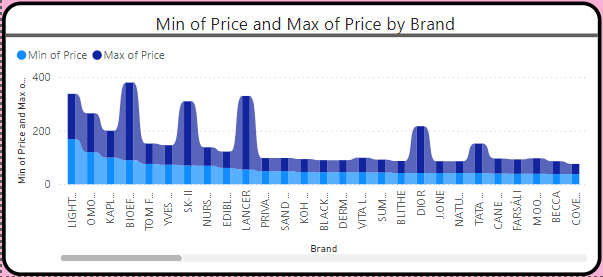 Min of Price and Max of Price by Brand
Min of Price Max of Price
400
200
0
Min of Price and Max o...
LIGHT...
OMO...
KAPL...
BIOEF...
TOM F...
YVES ...
SK-II
NURS...
EDIBL...
LANCER
PRIVA...
SAND ...
KOH ...
BLACK...
DERM...
VITA L...
SUM...
BLITHE
DIOR
J.ONE
NATU...
TATA ...
CANE ...
FARSÁLI
MOO...
BECCA
COVE...
Brand